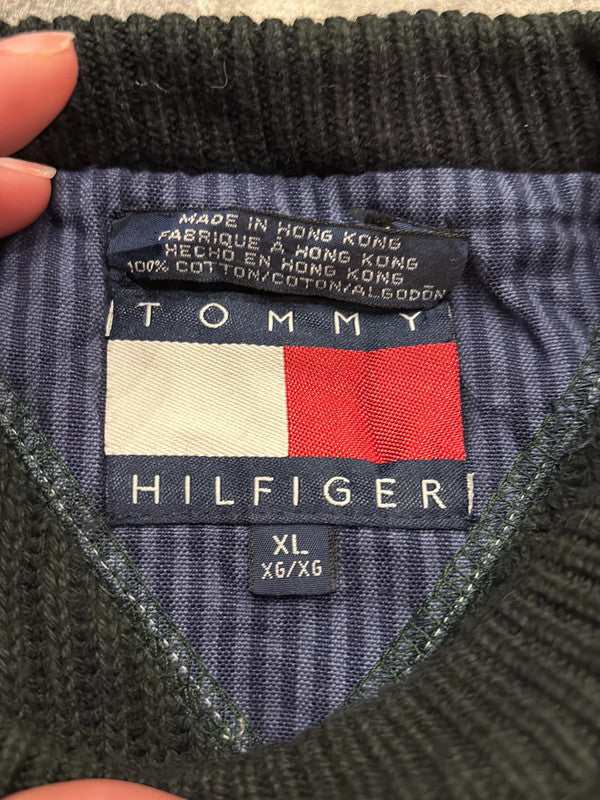 MADE IN HONG KONG
FABRIQUE À HONG KONG
HECHO EN HONG KONG
100% COTTON/COTON/ALGODÓN
TOMMY
HILFIGER
XL
XG/XG